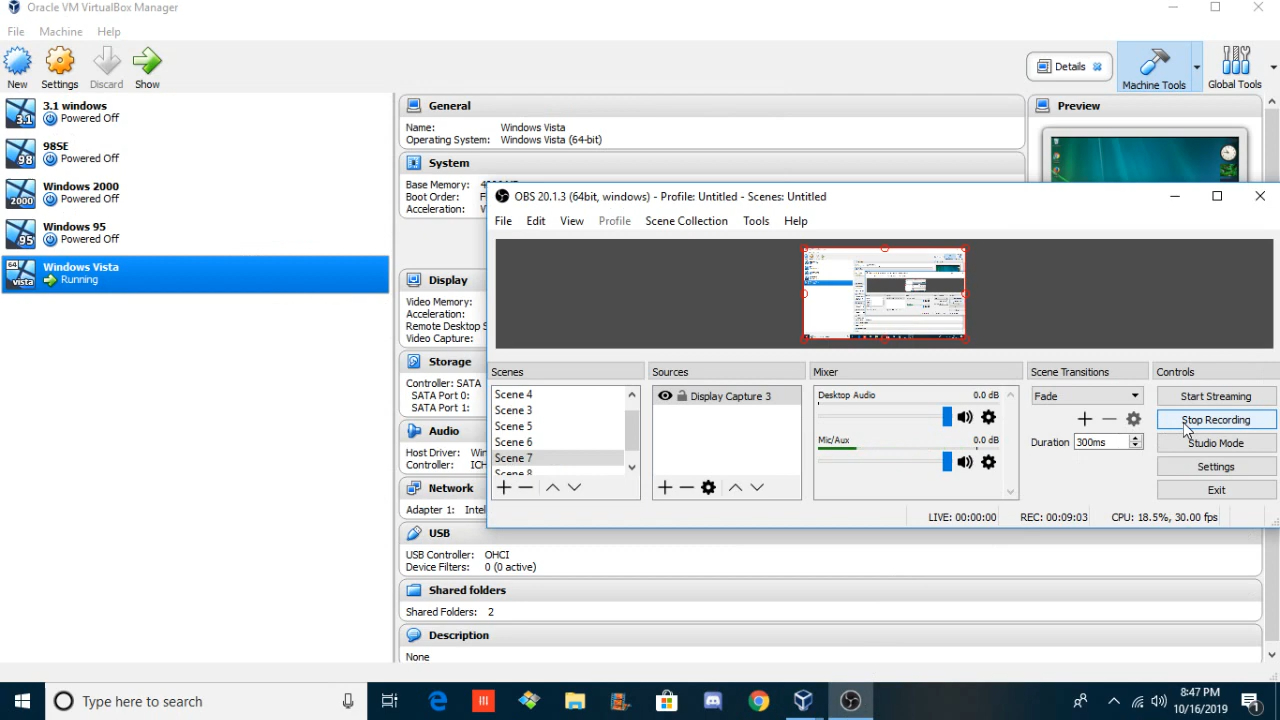 Oracle VM VirtualBox Manager
File Machine Help
New Settings Discard Show
Details
Machine Tools
Global Tools
3.1 windows
Powered Off
3.1
98SE
Powered Off
98
Windows 2000
Powered Off
2000
Windows 95
Powered Off
95
64
vista
Windows Vista
Running
General
Name: Windows Vista
Operating System: Windows Vista (64-bit)
System
Base Memory:
Boot Order:
Acceleration:
Preview
Display
Video Memory:
Acceleration:
Remote Desktop
Video Capture:
Storage
Controller: SATA
SATA Port 0:
SATA Port 1:
Audio
Host Driver:
Controller:
Network
Adapter 1:
USB
USB Controller: OHCI
Device Filters: 0 (0 active)
Shared folders
Shared Folders: 2
Description
None
OBS 20.1.3 (64bit, windows) - Profile: Untitled - Scenes: Untitled
File Edit View Profile Scene Collection Tools Help
Scenes
Scene 4
Scene 3
Scene 5
Scene 6
Scene 7
Scene 8
Sources
Display Capture 3
Mixer
Desktop Audio 0.0 dB
Mic/Aux 0.0 dB
Scene Transitions
Fade
Duration 300ms
Controls
Start Streaming
Stop Recording
Studio Mode
Settings
Exit
LIVE: 00:00:00 REC: 00:09:03 CPU: 18.5%, 30.00 fps
Type here to search
8:47 PM
10/16/2019
1